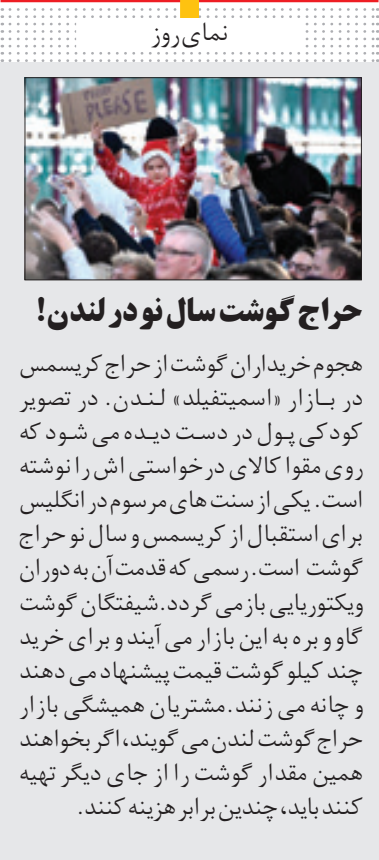 نمای‌روز
PLEASE
حراج گوشت سال نو در لندن!
هجوم خریداران گوشت از حراج کریسمس
در بازار «اسمیتفیلد» لندن. در تصویر
کودکی پول در دست دیده می شود که
روی مقوا کالای درخواستی اش را نوشته
است. یکی از سنت های مرسوم در انگلیس
برای استقبال از کریسمس و سال نو حراج
گوشت است. رسمی که قدمت آن به دوران
ویکتوریایی بازمی گردد. شیفتگان گوشت
گاو و بره به این بازار می آیند و برای خرید
چند کیلو گوشت قیمت پیشنهاد می دهند
و چانه می زنند. مشتریان همیشگی بازار
حراج گوشت لندن می گویند، اگر بخواهند
همین مقدار گوشت را از جای دیگر تهیه
کنند باید، چندین برابر هزینه کنند.